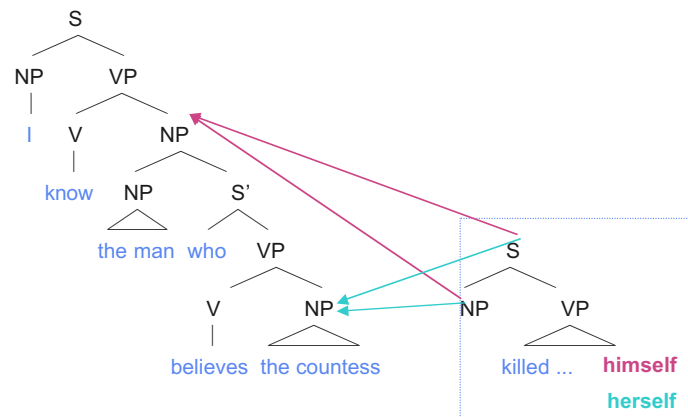 S
NP VP
I V NP
know NP S’
the man who VP S
V NP NP VP
believes the countess killed ... himself
herself